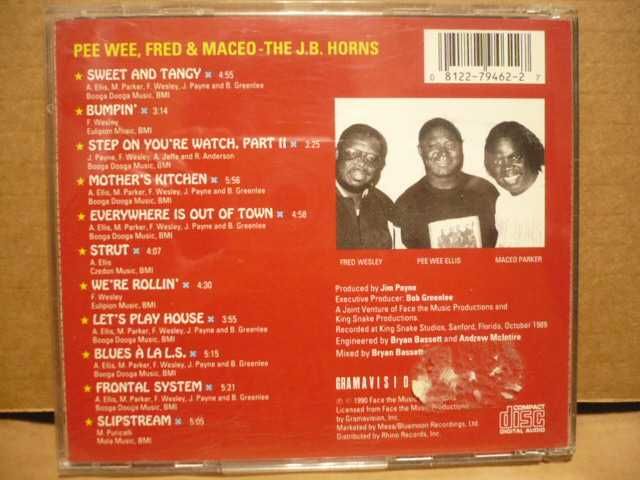 PEE WEE, FRED & MACEO - THE J.B. HORNS
0 8122-79462-2 7
SWEET AND TANGY 4:55
A. Ellis, M. Parker, F. Wesley, J. Payne and B. Greenlee
Booga Dooga Music, BMI
BUMPIN' 3:14
F. Wesley
Eulipion Music, BMI
STEP ON YOU'RE WATCH, PART II 3:25
J. Payne, F. Wesley, A. Jaffe and R. Anderson
Booga Dooga Music, BMI
MOTHER'S KITCHEN 5:56
A. Ellis, M. Parker, F. Wesley, J. Payne and B. Greenlee
Booga Dooga Music, BMI
EVERYWHERE IS OUT OF TOWN 4:58
A. Ellis, M. Parker, F. Wesley, J. Payne and B. Greenlee
Booga Dooga Music, BMI
STRUT 4:07
A. Ellis
Czedon Music, BMI
WE'RE ROLLIN' 4:30
F. Wesley
Eulipion Music, BMI
LET'S PLAY HOUSE 3:55
A. Ellis, M. Parker, F. Wesley, J. Payne and B. Greenlee
Booga Dooga Music, BMI
BLUES À LA L.S. 5:15
A. Ellis, M. Parker, F. Wesley, J. Payne and B. Greenlee
Booga Dooga Music, BMI
FRONTAL SYSTEM 5:21
A. Ellis, M. Parker, F. Wesley, J. Payne and B. Greenlee
Booga Dooga Music, BMI
SLIPSTREAM 5:05
M.
Mola Music, BMI
FRED WESLEY PEE WEE ELLIS MACEO PARKER
Produced by Jim Payne
Executive Producer: Bob Greenlee
A Joint Venture of Face the Music Productions and
King Snake Productions.
Recorded at King Snake Studios, Sanford, Florida, October 1989
Engineered by Bryan Bassett and Andrew McIntire
Mixed by Bryan Bassett
GRAMAVISIO
℗ © 1990 Face the Music Productions
Licensed from Face the Music Productions
by Gramavision, Inc.
Marketed by Mesa/Bluemoon Recordings, Ltd.
Distributed by Rhino Records, Inc.
COMPACT
disc
DIGITAL AUDIO